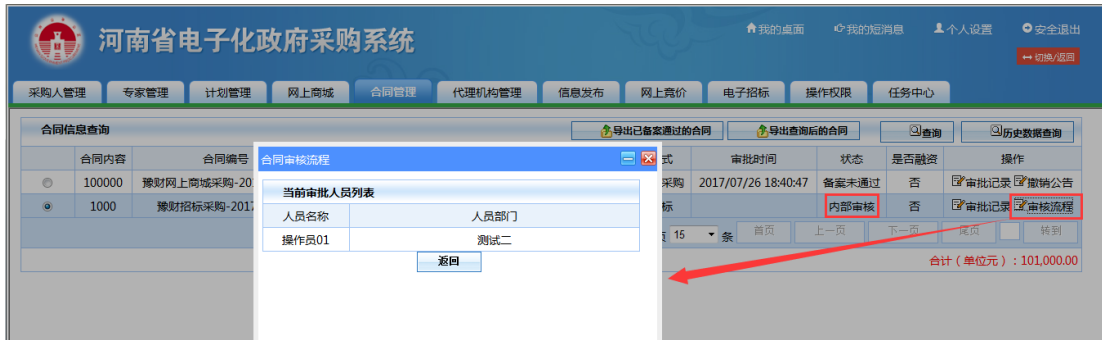 河南省电子化政府采购系统
我的桌面 我的短消息 个人设置 安全退出
切换/返回
采购人管理 专家管理 计划管理 网上商城 合同管理 代理机构管理 信息发布 网上竞价 电子招标 操作权限 任务中心
合同信息查询 导出已备案通过的合同 导出查询后的合同 查询 历史数据查询
合同内容 合同编号 式 审批时间 状态 是否融资 操作
合同审核流程
100000 豫财网上商城采购-20 采购 2017/07/26 18:40:47 备案未通过 否 审批记录 撤销公告
当前审批人员列表
1000 豫财招标采购-2017 标 内部审核 否 审批记录 审核流程
人员名称 人员部门
15 条 首页 上一页 下一页 尾页 转到
操作员01 测试二
返回
合计（单位元）：101,000.00